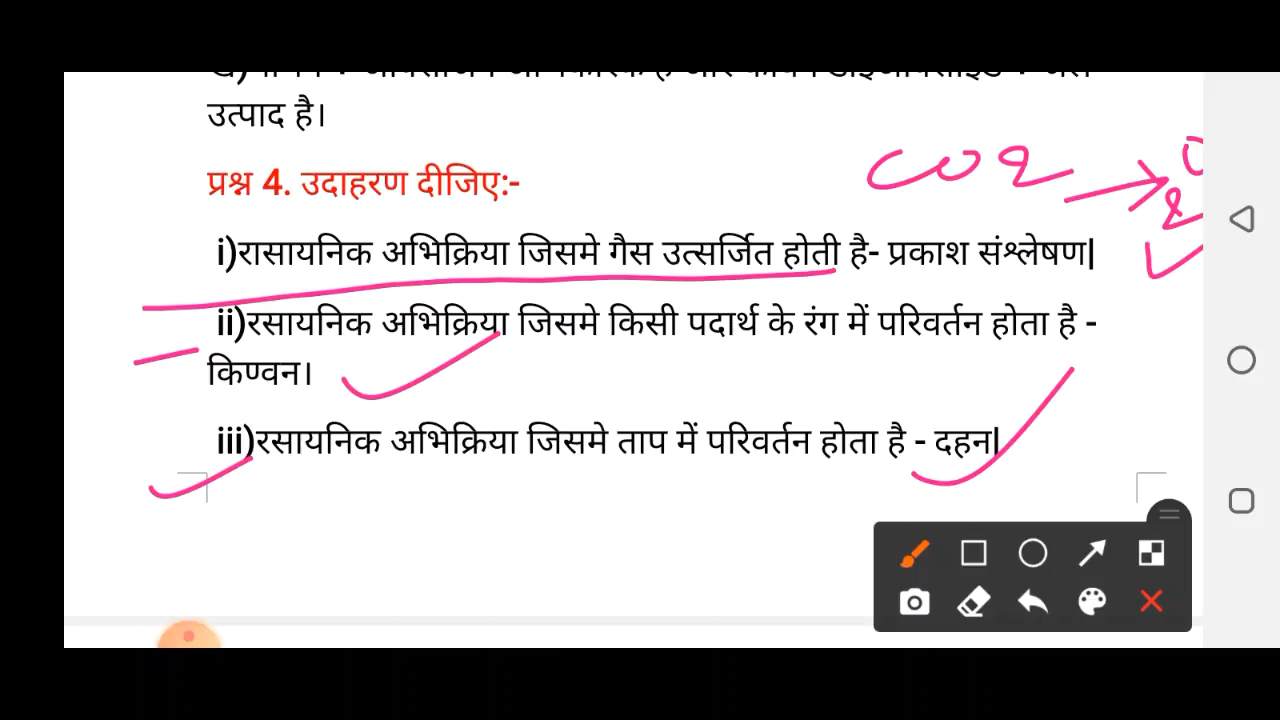 उत्पाद है।
प्रश्न 4. उदाहरण दीजिए:-
i)रासायनिक अभिक्रिया जिसमे गैस उत्सर्जित होती है- प्रकाश संश्लेषण|
ii)रसायनिक अभिक्रिया जिसमे किसी पदार्थ के रंग में परिवर्तन होता है -
किण्वन।
iii)रसायनिक अभिक्रिया जिसमे ताप में परिवर्तन होता है - दहन|
CO2 →